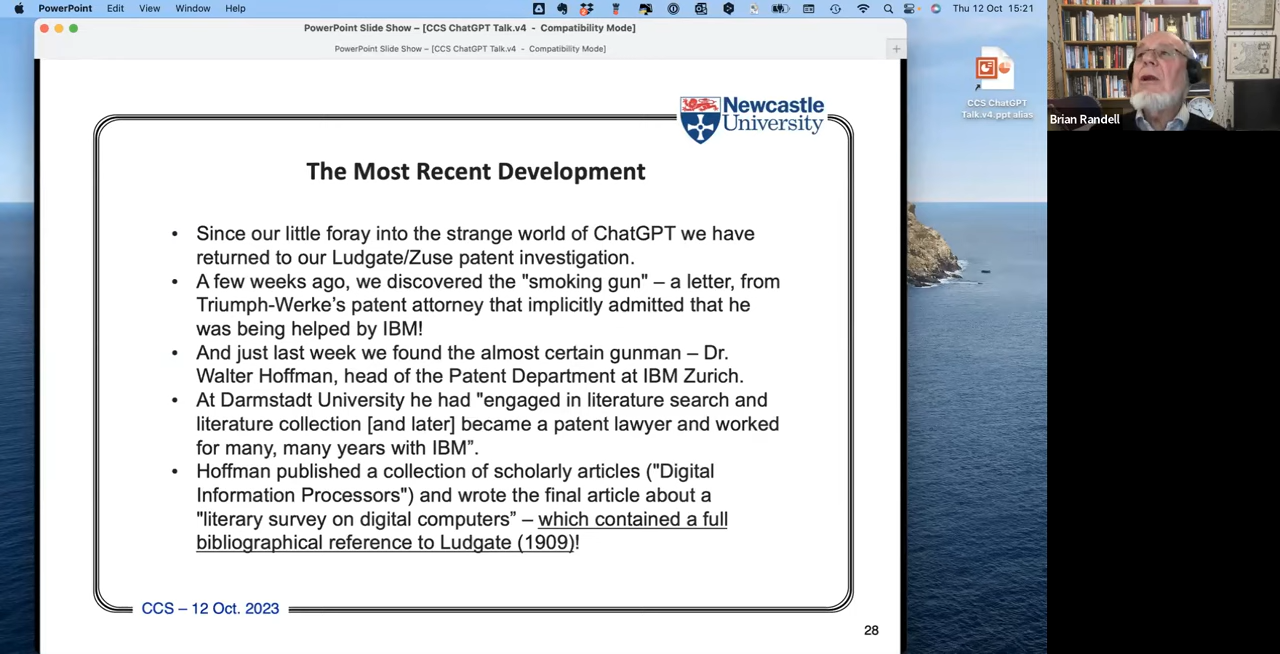 PowerPoint Edit View Window Help Thu 12 Oct 15:21
PowerPoint Slide Show – [CCS ChatGPT Talk.v4 - Compatibility Mode]
PowerPoint Slide Show – [CCS ChatGPT Talk.v4 - Compatibility Mode]
Newcastle
University
The Most Recent Development
• Since our little foray into the strange world of ChatGPT we have
returned to our Ludgate/Zuse patent investigation.
• A few weeks ago, we discovered the "smoking gun" – a letter, from
Triumph-Werke’s patent attorney that implicitly admitted that he
was being helped by IBM!
• And just last week we found the almost certain gunman – Dr.
Walter Hoffman, head of the Patent Department at IBM Zurich.
• At Darmstadt University he had "engaged in literature search and
literature collection [and later] became a patent lawyer and worked
for many, many years with IBM”.
• Hoffman published a collection of scholarly articles ("Digital
Information Processors") and wrote the final article about a
"literary survey on digital computers” – which contained a full
bibliographical reference to Ludgate (1909)!
CCS – 12 Oct. 2023
28
CCS ChatGPT
Talk.v4.ppt alias
Brian Randell